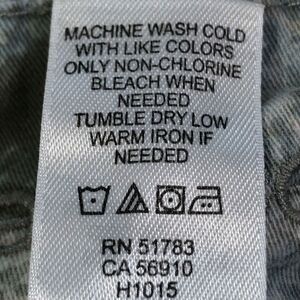 MACHINE WASH COLD
WITH LIKE COLORS
ONLY NON-CHLORINE
BLEACH WHEN
NEEDED
TUMBLE DRY LOW
WARM IRON IF
NEEDED
RN 51783
CA 56910
H1015